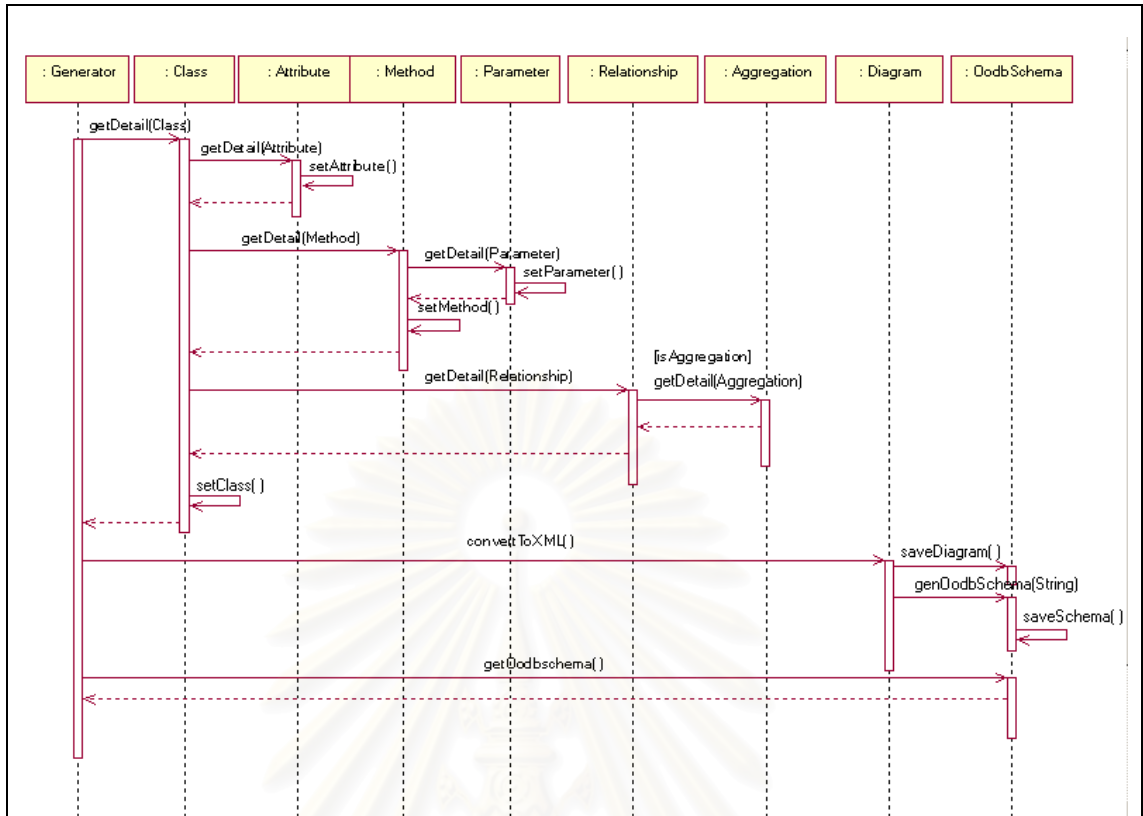 : Generator
: Class
: Attribute
: Method
: Parameter
: Relationship
: Aggregation
: Diagram
: OodbSchema
getDetail(Class)
getDetail(Attribute)
setAttribute()
getDetail(Method)
getDetail(Parameter)
setParameter()
setMethod()
[isAggregation]
getDetail(Relationship)
getDetail(Aggregation)
setClass()
convertToXML()
saveDiagram()
genOodbSchema(String)
saveSchema()
getOodbschema()